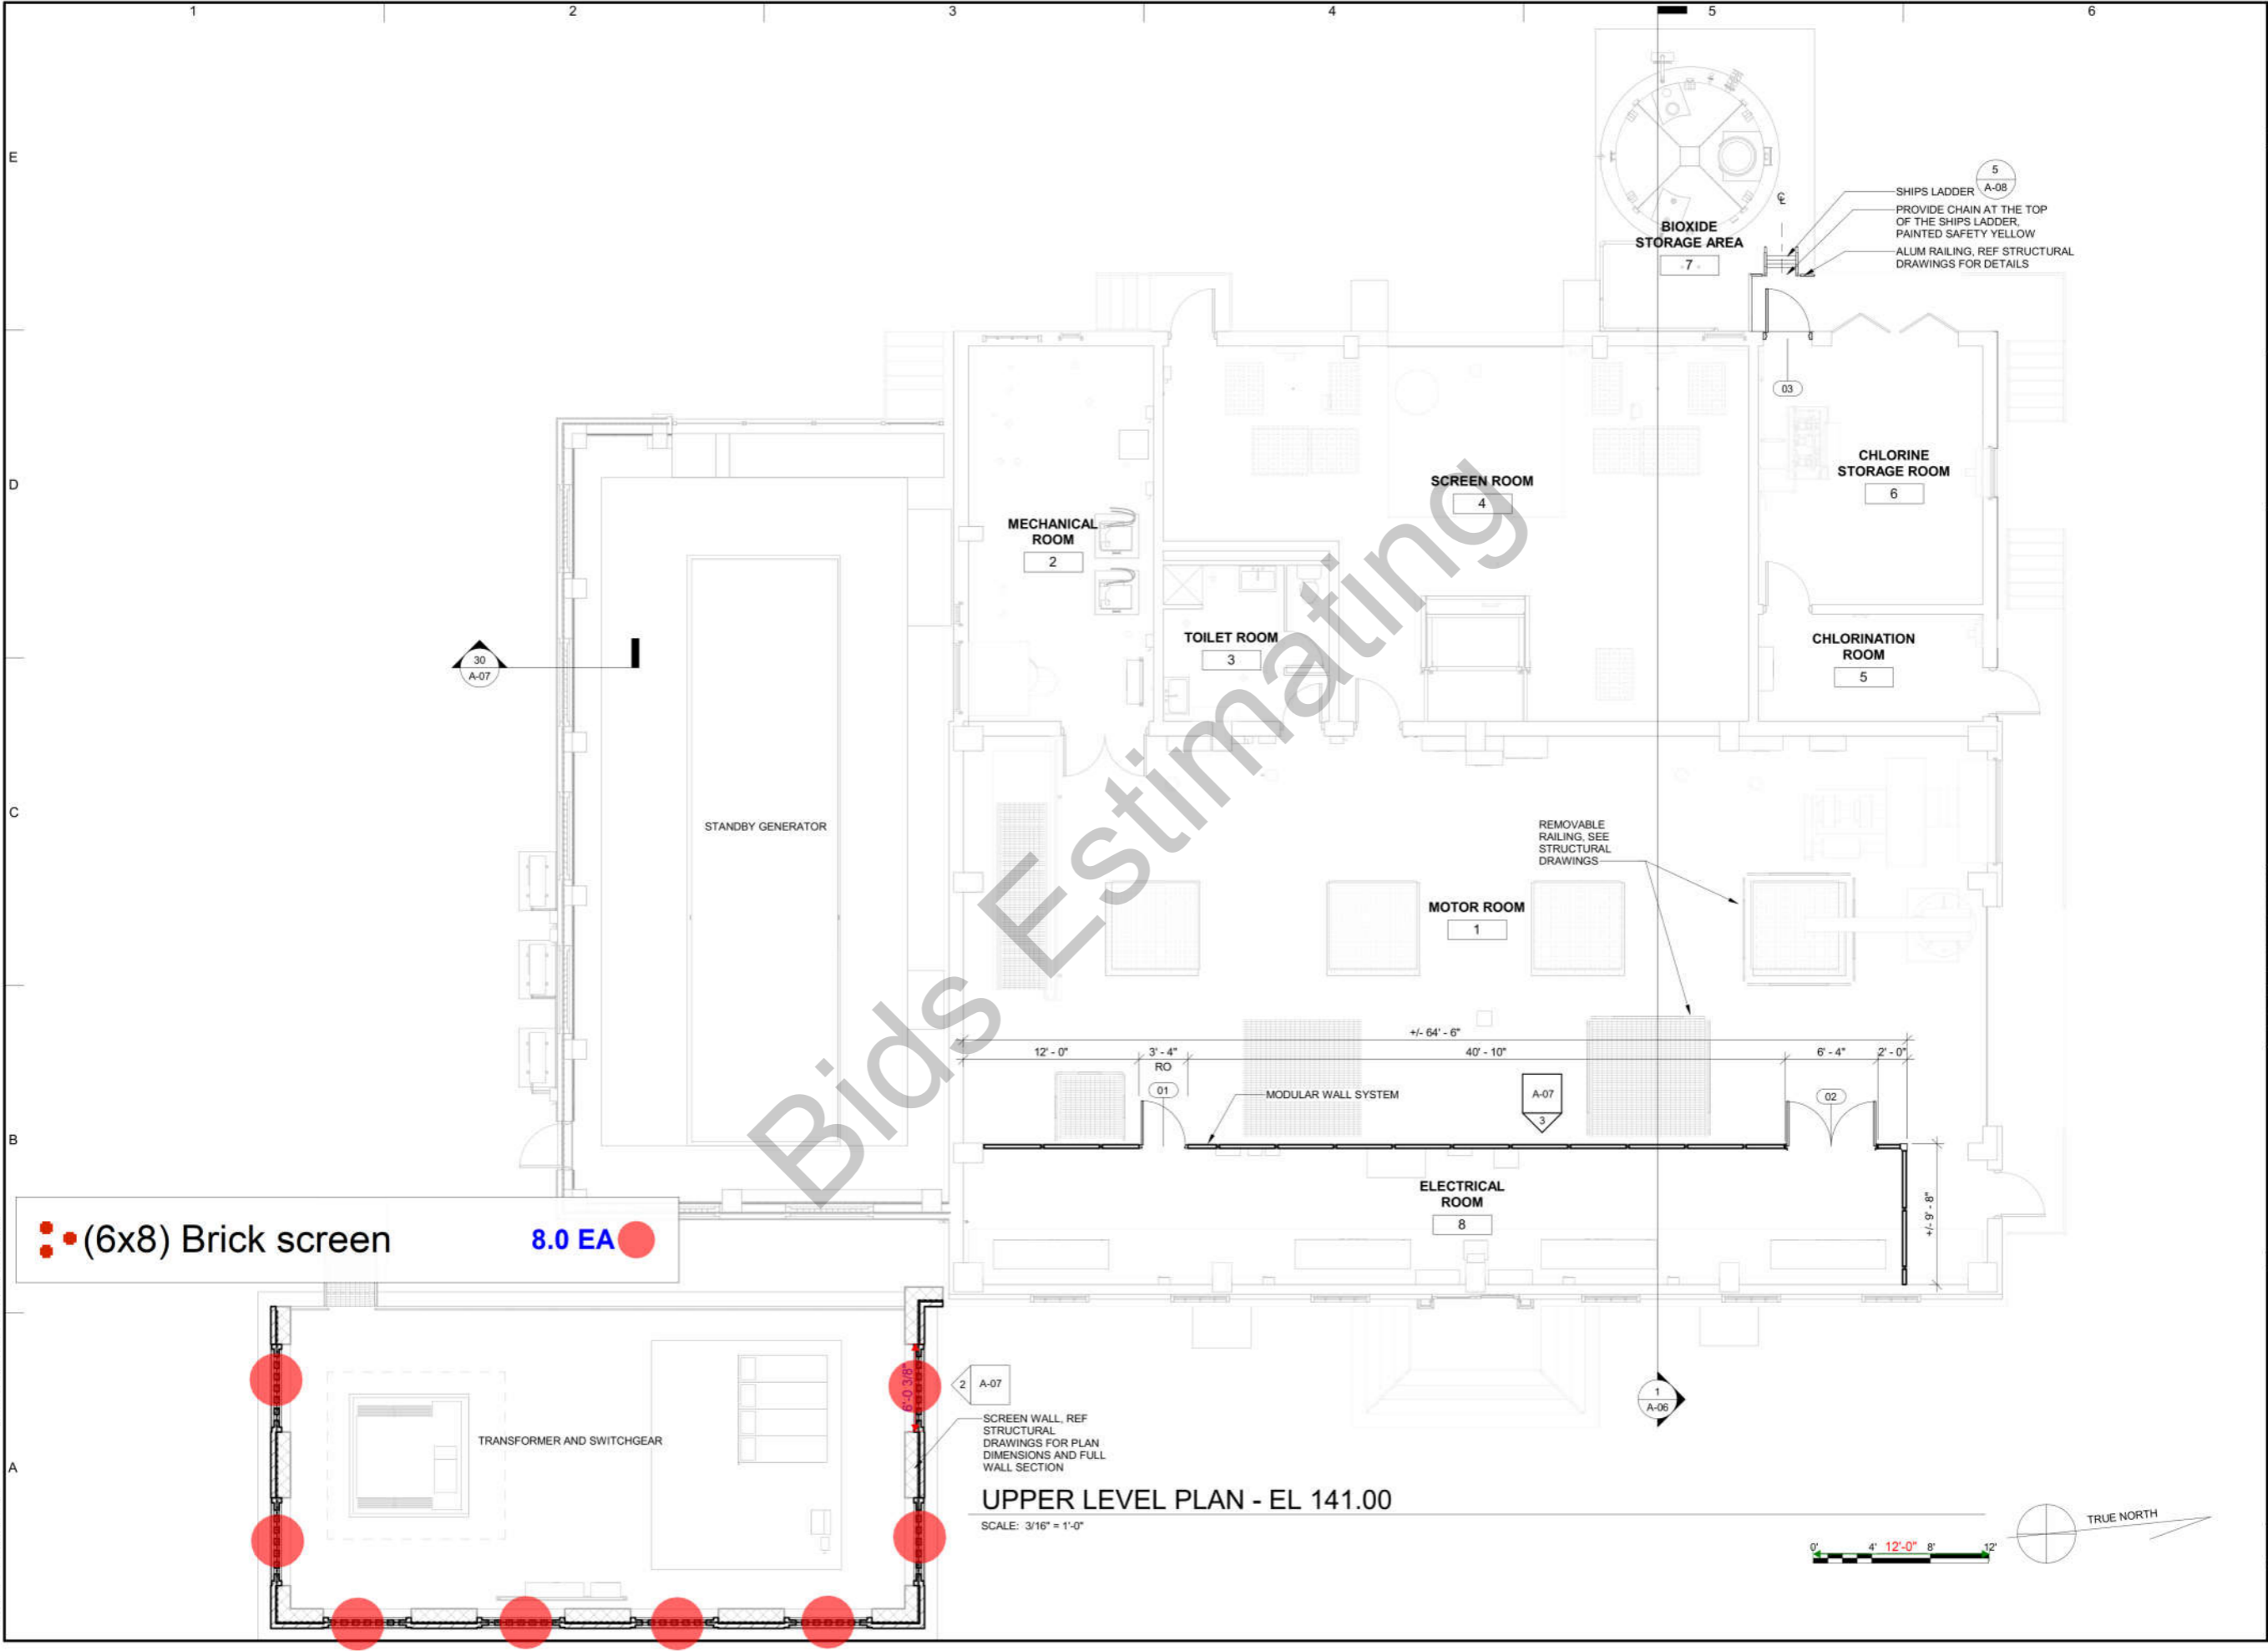 1 2 3 4 5 6
E
D
C
B
A
5
A-08
SHIPS LADDER
PROVIDE CHAIN AT THE TOP
OF THE SHIPS LADDER,
PAINTED SAFETY YELLOW
ALUM RAILING, REF STRUCTURAL
DRAWINGS FOR DETAILS
BIOXIDE
STORAGE AREA
7
03
CHLORINE
STORAGE ROOM
6
SCREEN ROOM
4
MECHANICAL
ROOM
2
TOILET ROOM
3
CHLORINATION
ROOM
5
30
A-07
STANDBY GENERATOR
REMOVABLE
RAILING, SEE
STRUCTURAL
DRAWINGS
MOTOR ROOM
1
+/- 64' - 6"
12' - 0"
3' - 4"
RO
40' - 10"
6' - 4"
2' - 0"
01
MODULAR WALL SYSTEM
A-07
3
02
ELECTRICAL
ROOM
8
+/- 9' - 8"
(6x8) Brick screen 8.0 EA
6'-0 3/8"
2 A-07
SCREEN WALL, REF
STRUCTURAL
DRAWINGS FOR PLAN
DIMENSIONS AND FULL
WALL SECTION
1
A-06
TRANSFORMER AND SWITCHGEAR
UPPER LEVEL PLAN - EL 141.00
SCALE: 3/16" = 1'-0"
0' 4' 12'-0" 8' 12'
TRUE NORTH
Bids Estimating